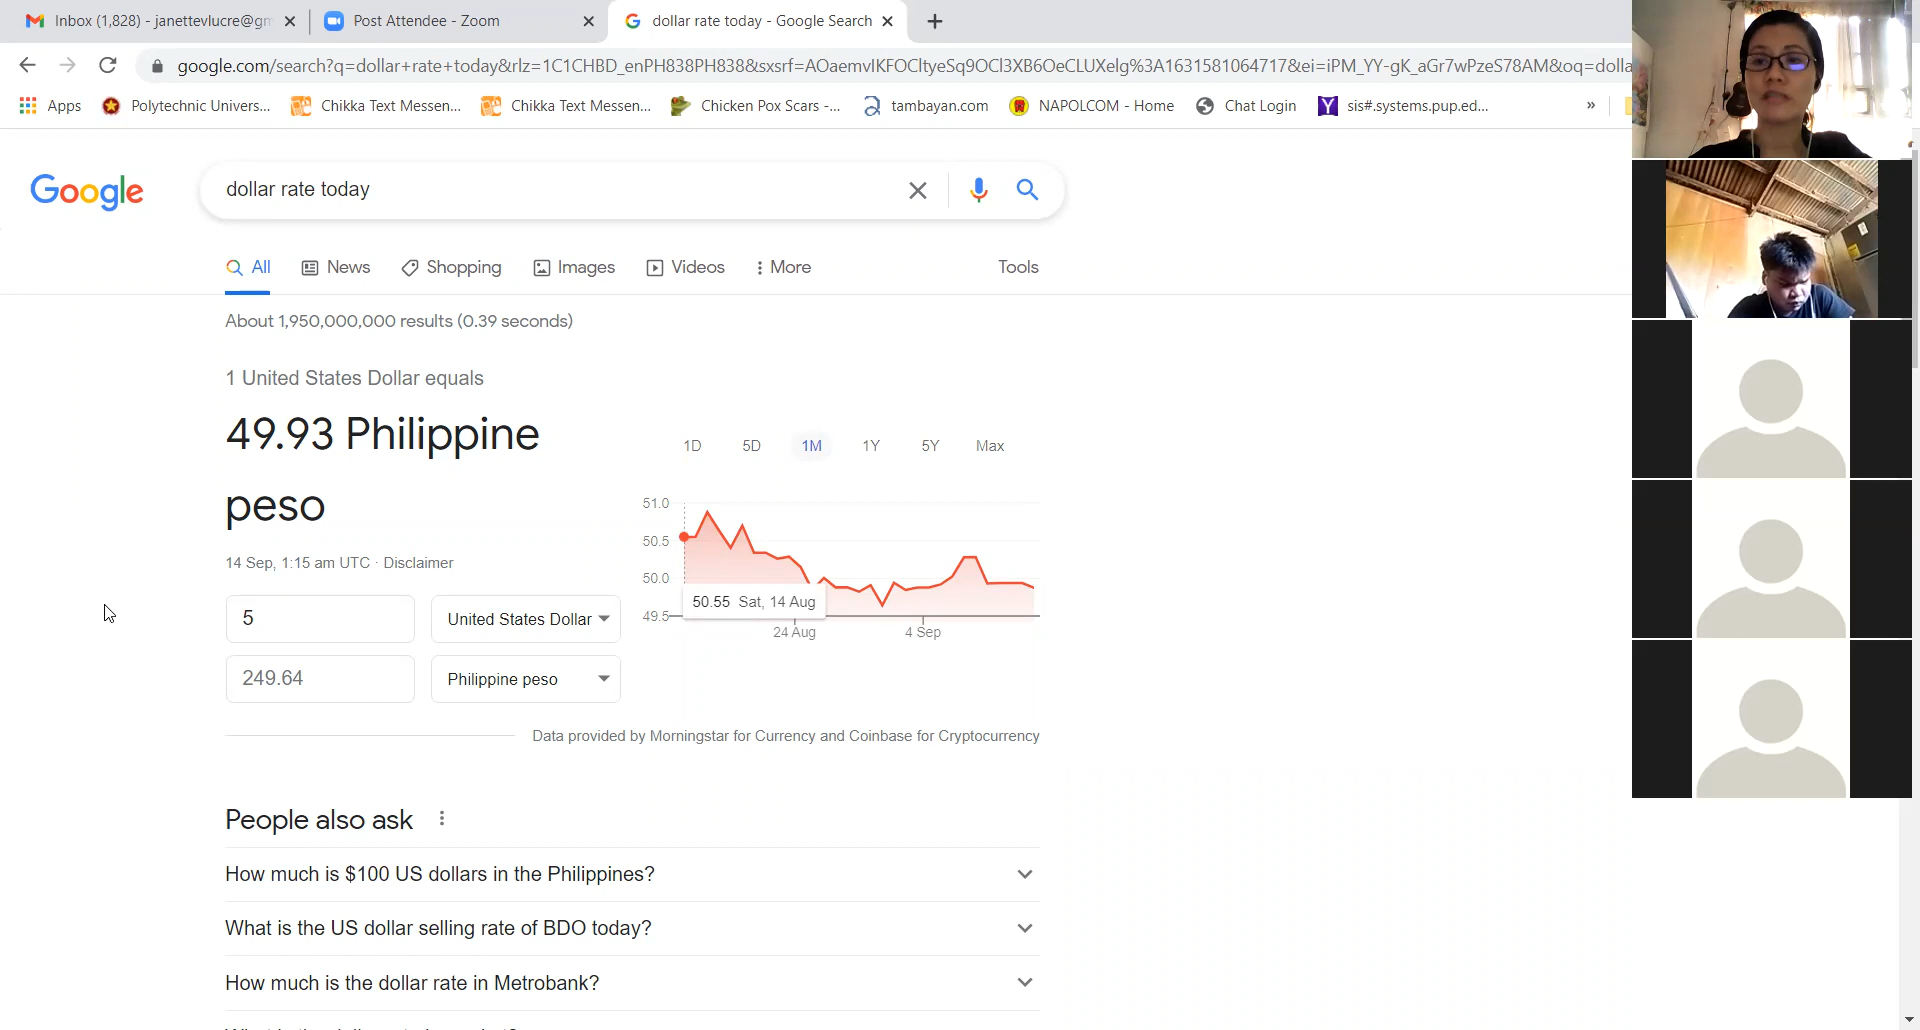 Inbox (1,828) - janettevlucre@gm
Post Attendee - Zoom
dollar rate today - Google Search
google.com/search?q=dollar+rate+today&rlz=1C1CHBD_enPH838PH838&sxsrf=AOaemvIKFOCltyeSq9OCl3XB6OeCLUXelg%3A1631581064717&ei=iPM_YY-gK_aGr7wPzeS78AM&oq=dolla
Apps
Polytechnic Univers...
Chikka Text Messen...
Chikka Text Messen...
Chicken Pox Scars -...
tambayan.com
NAPOLCOM - Home
Chat Login
sis#.systems.pup.ed...
»
Google
dollar rate today
All
News
Shopping
Images
Videos
More
Tools
About 1,950,000,000 results (0.39 seconds)
1 United States Dollar equals
49.93 Philippine
peso
14 Sep, 1:15 am UTC · Disclaimer
5
United States Dollar
249.64
Philippine peso
1D 5D 1M 1Y 5Y Max
51.0
50.5
50.0
49.5
50.55 Sat, 14 Aug
24 Aug
4 Sep
Data provided by Morningstar for Currency and Coinbase for Cryptocurrency
People also ask
How much is $100 US dollars in the Philippines?
What is the US dollar selling rate of BDO today?
How much is the dollar rate in Metrobank?